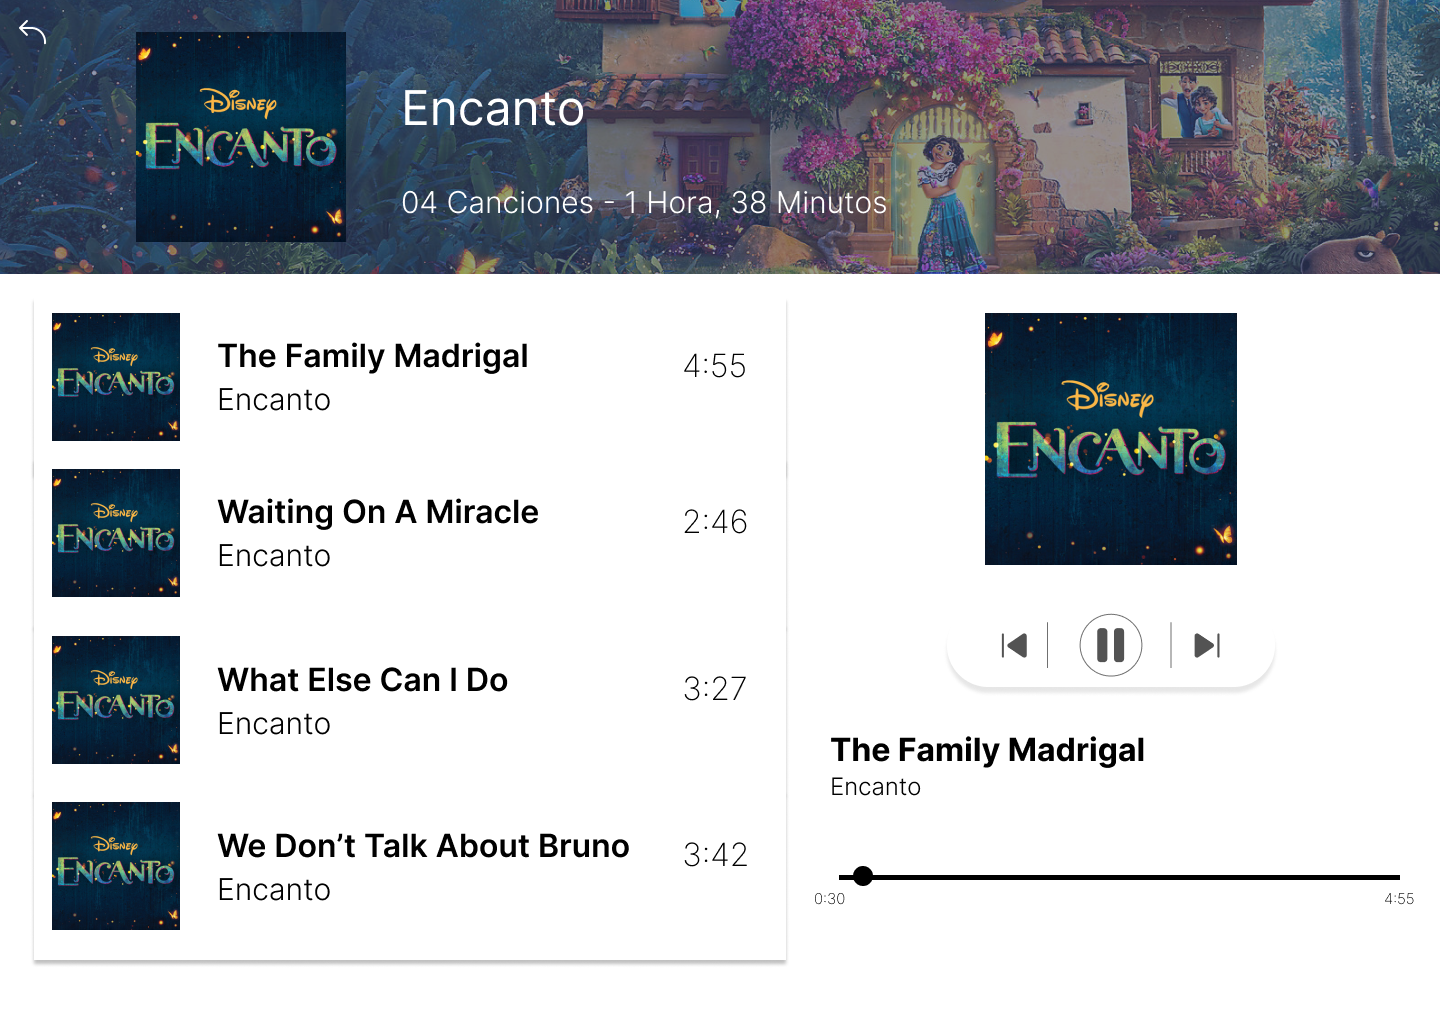 Disney
ENCANTO
Encanto
04 Canciones - 1 Hora, 38 Minutos
Disney
ENCANTO
The Family Madrigal
Encanto
4:55
Disney
ENCANTO
Waiting On A Miracle
Encanto
2:46
Disney
ENCANTO
What Else Can I Do
Encanto
3:27
Disney
ENCANTO
We Don’t Talk About Bruno
Encanto
3:42
Disney
ENCANTO
The Family Madrigal
Encanto
0:30
4:55